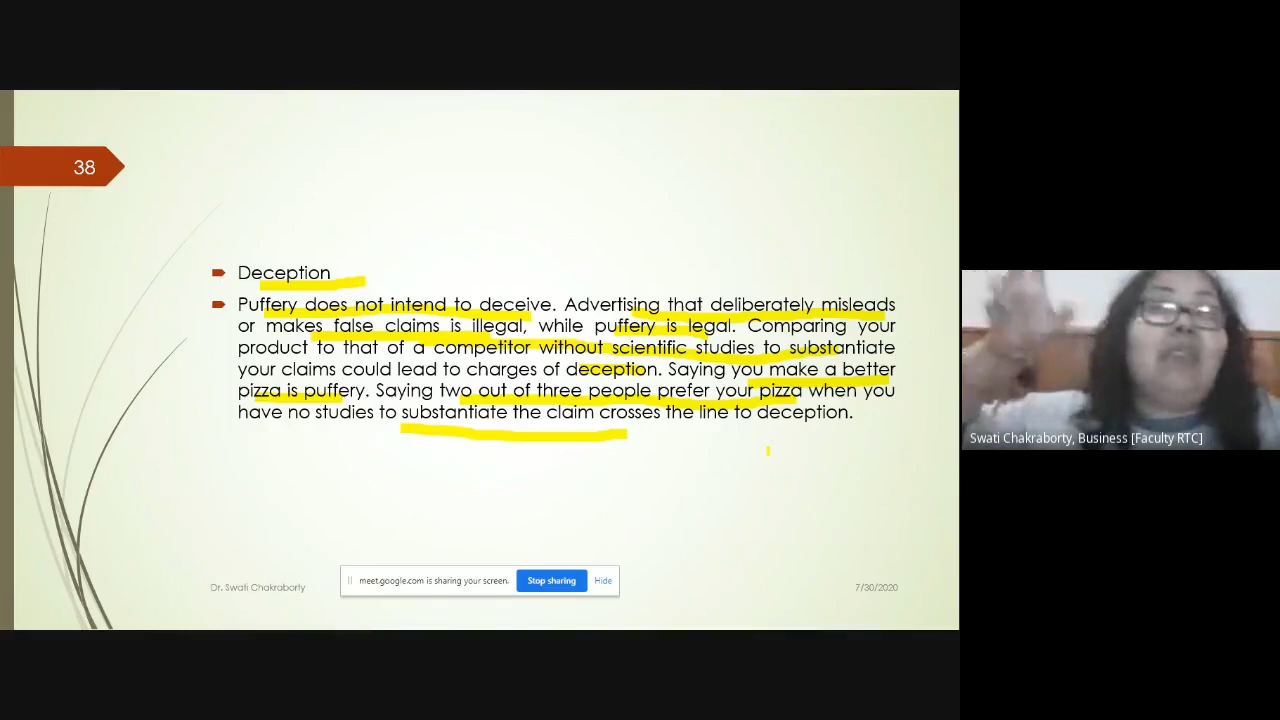 38
Deception
Puffery does not intend to deceive. Advertising that deliberately misleads
or makes false claims is illegal, while puffery is legal. Comparing your
product to that of a competitor without scientific studies to substantiate
your claims could lead to charges of deception. Saying you make a better
pizza is puffery. Saying two out of three people prefer your pizza when you
have no studies to substantiate the claim crosses the line to deception.
Swati Chakraborty, Business [Faculty RTC]
meet.google.com is sharing your screen. Stop sharing Hide
Dr. Swati Chakraborty 7/30/2020